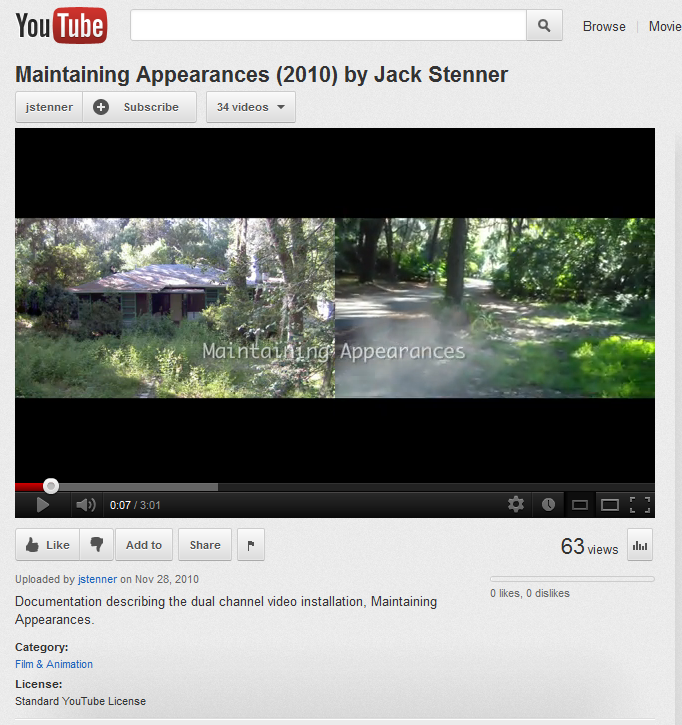 YouTube
Browse
Movie
Maintaining Appearances (2010) by Jack Stenner
jstenner
Subscribe
34 videos
Maintaining Appearances
0:07 / 3:01
Like
Add to
Share
63 views
Uploaded by jstenner on Nov 28, 2010
0 likes, 0 dislikes
Documentation describing the dual channel video installation, Maintaining
Appearances.
Category:
Film & Animation
License:
Standard YouTube License